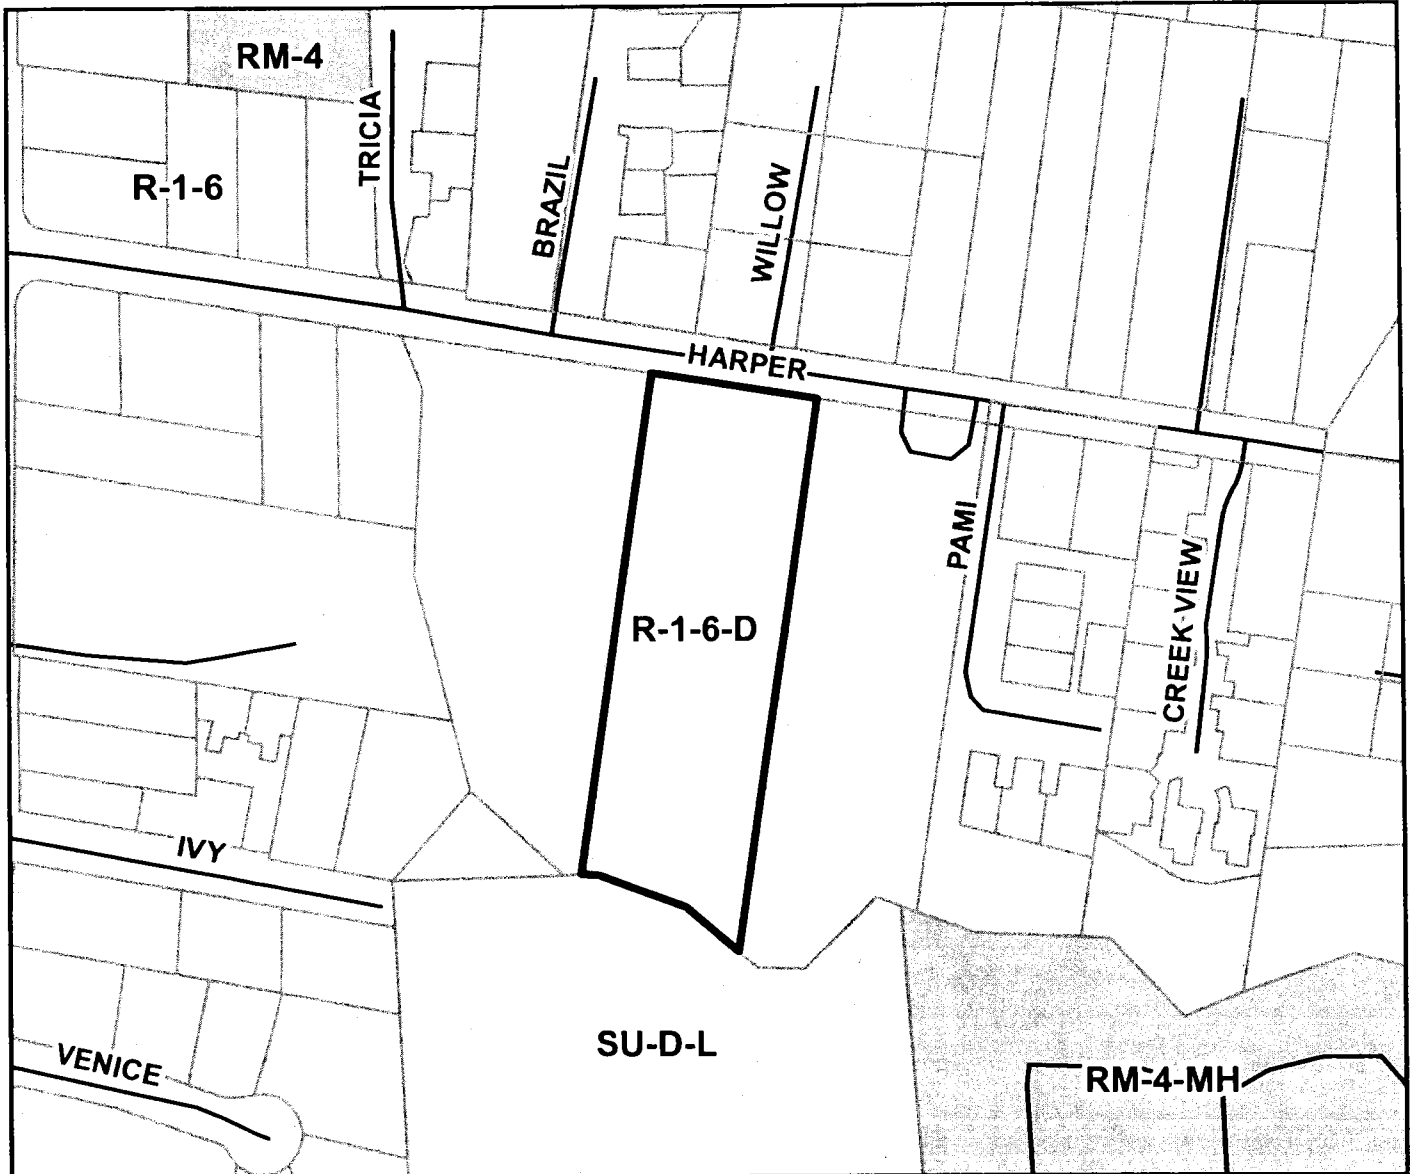 RM-4
TRICIA
R-1-6
BRAZIL
WILLOW
HARPER
PAMI
R-1-6-D
CREEK VIEW
IVY
SU-D-L
VENICE
RM-4-MH